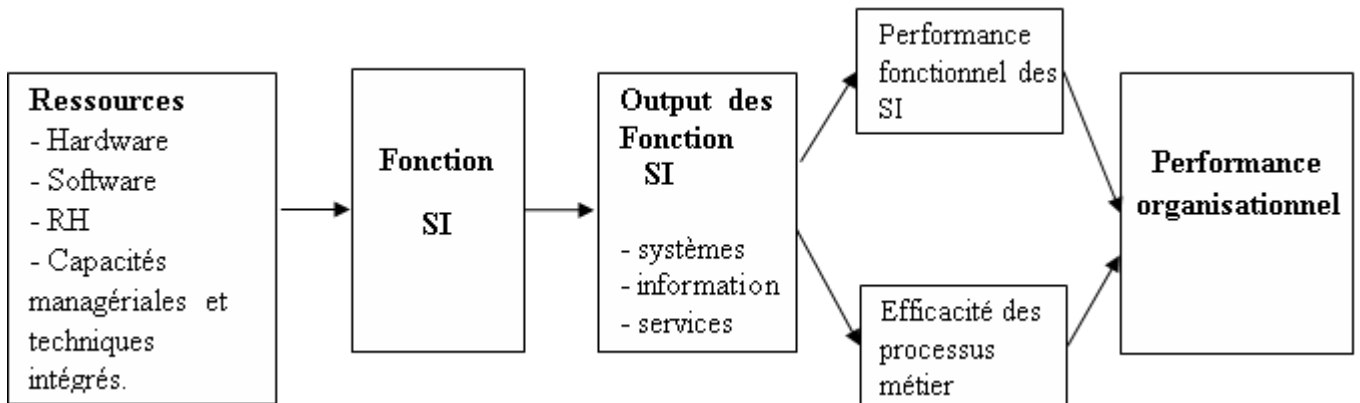 Ressources
- Hardware
- Software
- RH
- Capacités
managériales et
techniques
intégrés.
Fonction
SI
Output des
Fonction
SI
- systèmes
- information
- services
Performance
fonctionnel des
SI
Efficacité des
processus
métier
Performance
organisationnel